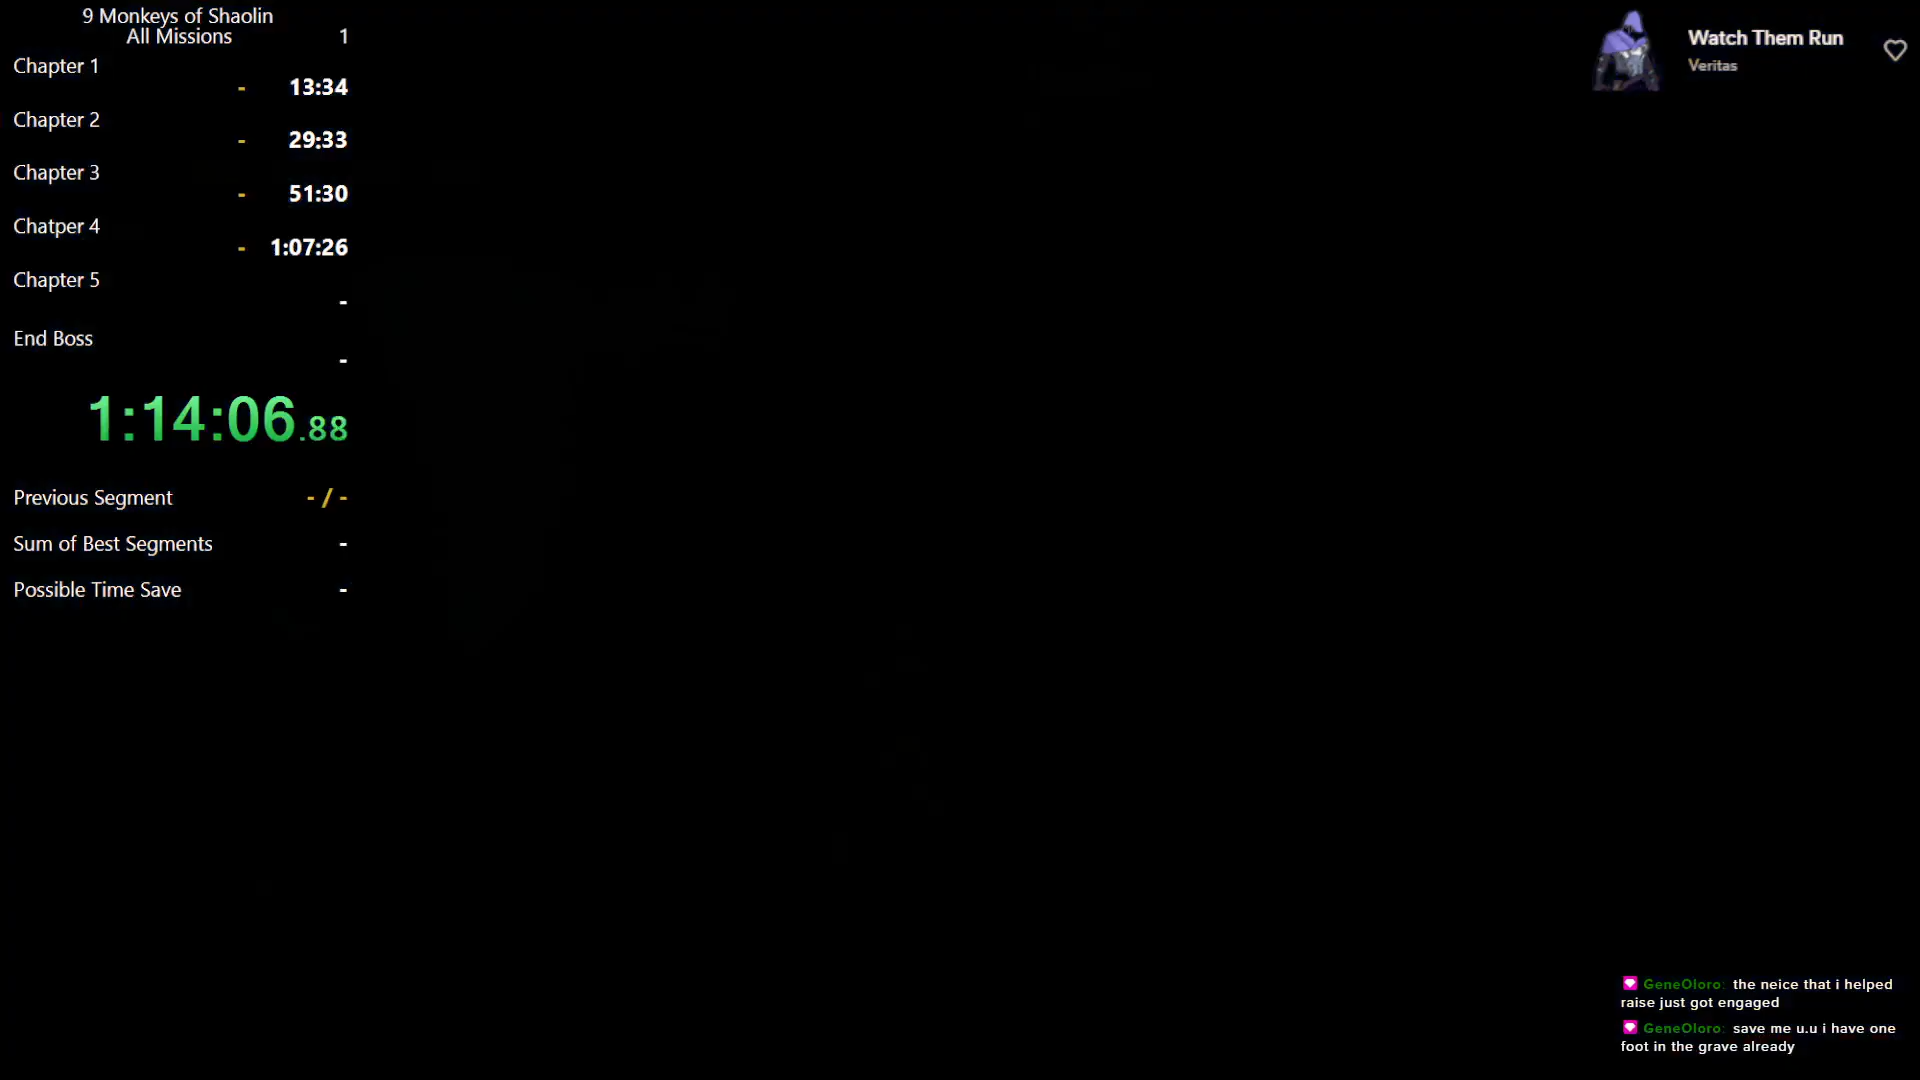 9 Monkeys of Shaolin
All Missions 1
Chapter 1
- 13:34
Chapter 2
- 29:33
Chapter 3
- 51:30
Chatper 4
- 1:07:26
Chapter 5
-
End Boss
-
1:14:06.88
Previous Segment - / -
Sum of Best Segments -
Possible Time Save -
Watch Them Run
Veritas
GeneOloro: the neice that i helped
raise just got engaged
GeneOloro: save me u.u i have one
foot in the grave already